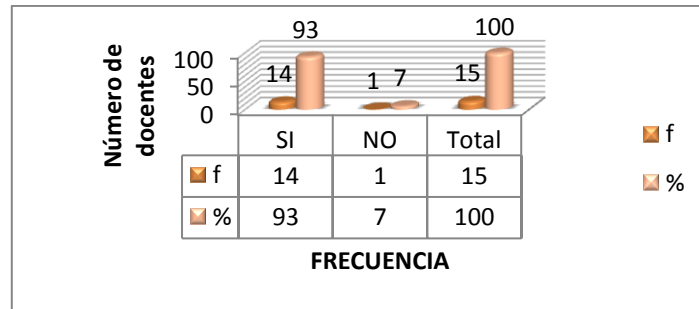 Número de
docentes
100
50
0
14
93
1
7
15
100
SI NO Total
f 14 1 15
% 93 7 100
FRECUENCIA
f
%